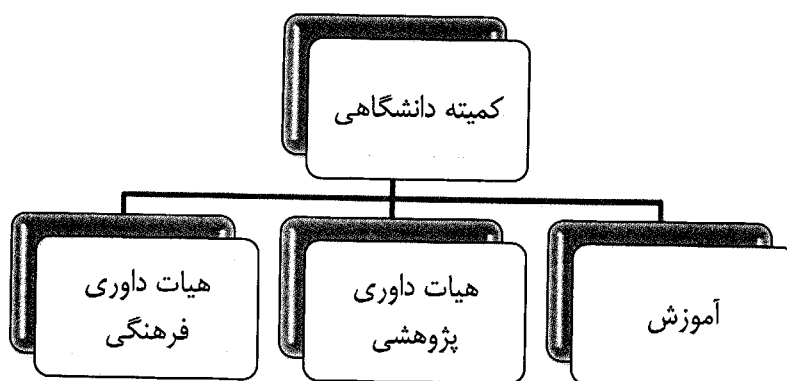 کمیته دانشگاهی
آموزش
هیات داوری
پژوهشی
هیات داوری
فرهنگی